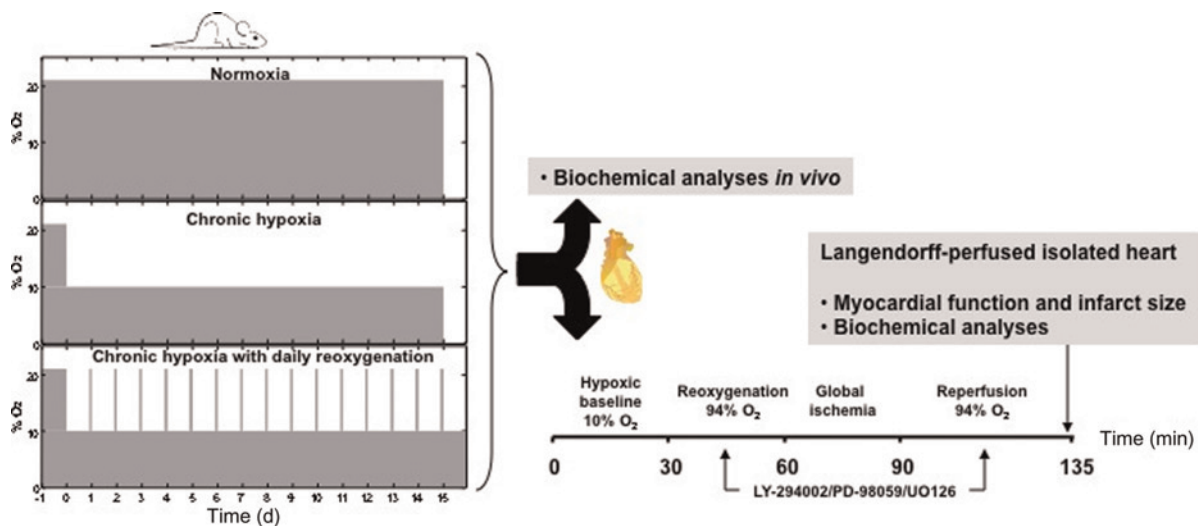 Normoxia
% O₂
20
10
0
Chronic hypoxia
% O₂
20
10
0
Chronic hypoxia with daily reoxygenation
% O₂
20
10
0
-1 0 1 2 3 4 5 6 7 8 9 10 11 12 13 14 15
Time (d)
• Biochemical analyses in vivo
Langendorff-perfused isolated heart
• Myocardial function and infarct size
• Biochemical analyses
Hypoxic
baseline
10% O₂
Reoxygenation
94% O₂
Global
ischemia
Reperfusion
94% O₂
Time (min)
0 30 60 90 135
LY-294002/PD-98059/UO126